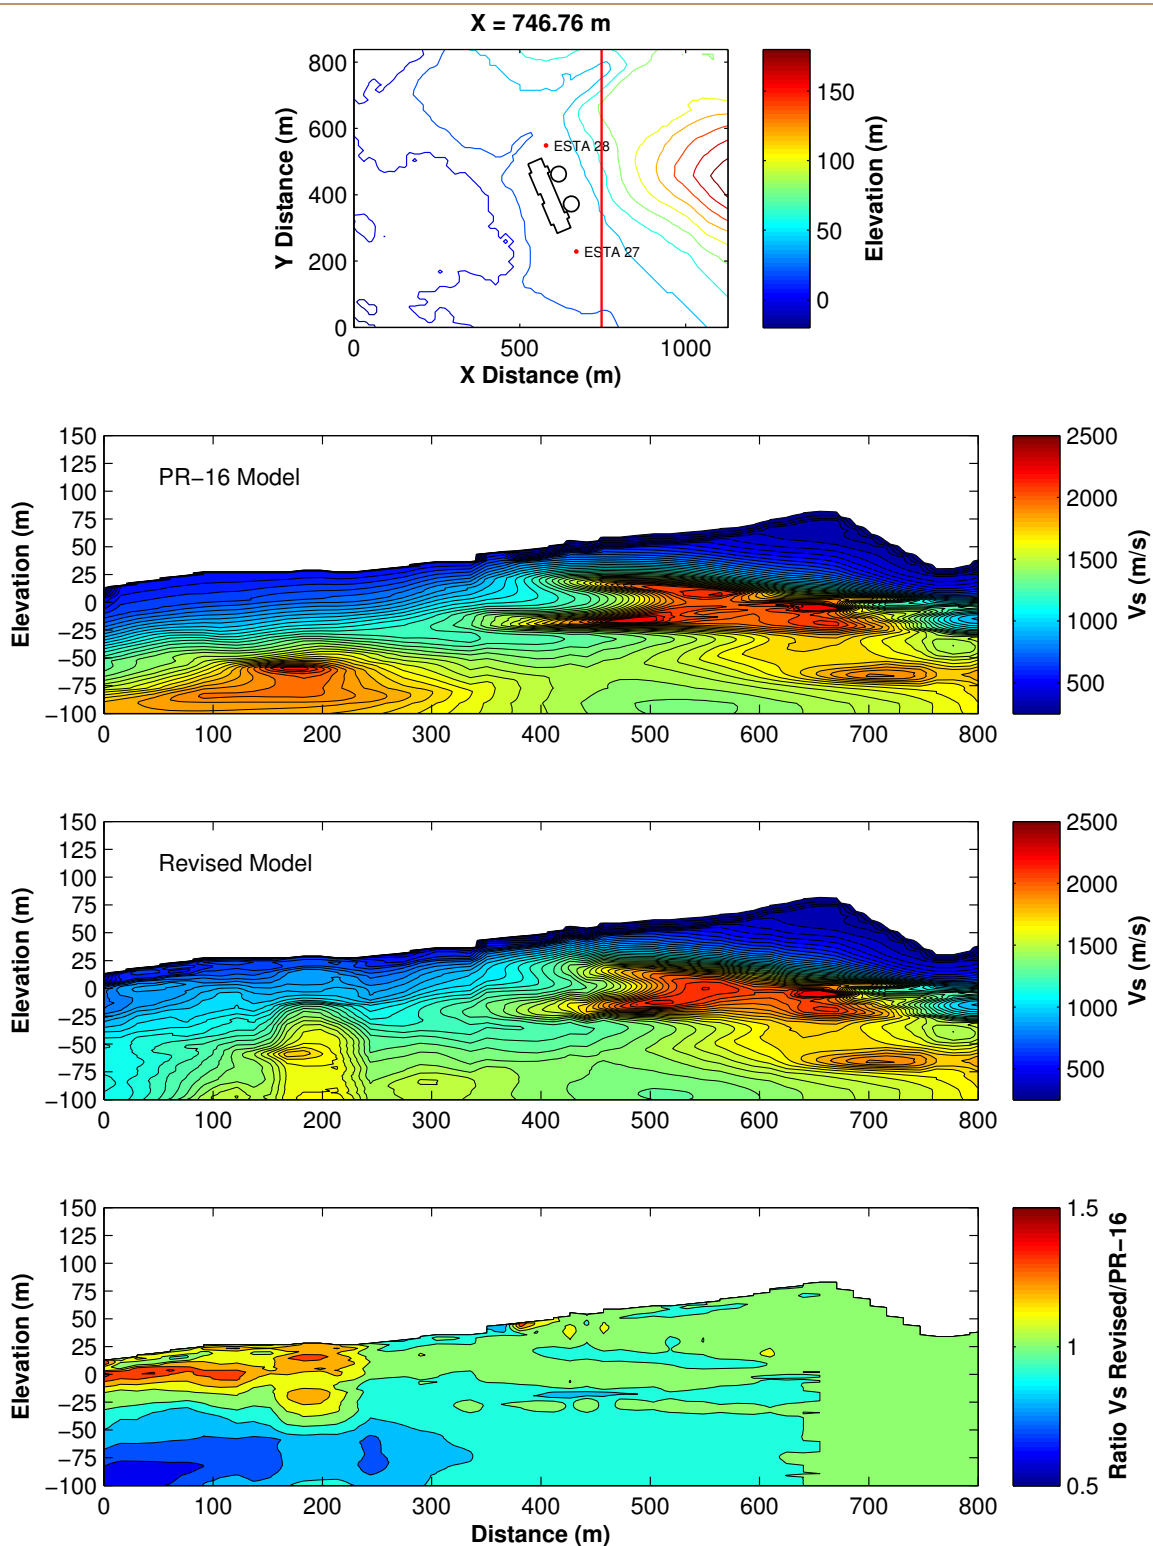 X = 746.76 m
800
600
400
200
0
Y Distance (m)
0 500 1000
X Distance (m)
ESTA 28
ESTA 27
150
100
50
0
Elevation (m)
150
125
100
75
50
25
0
−25
−50
−75
−100
Elevation (m)
PR−16 Model
0 100 200 300 400 500 600 700 800
2500
2000
1500
1000
500
Vs (m/s)
150
125
100
75
50
25
0
−25
−50
−75
−100
Elevation (m)
Revised Model
0 100 200 300 400 500 600 700 800
2500
2000
1500
1000
500
Vs (m/s)
150
125
100
75
50
25
0
−25
−50
−75
−100
Elevation (m)
0 100 200 300 400 500 600 700 800
Distance (m)
1.5
1
0.5
Ratio Vs Revised/PR−16